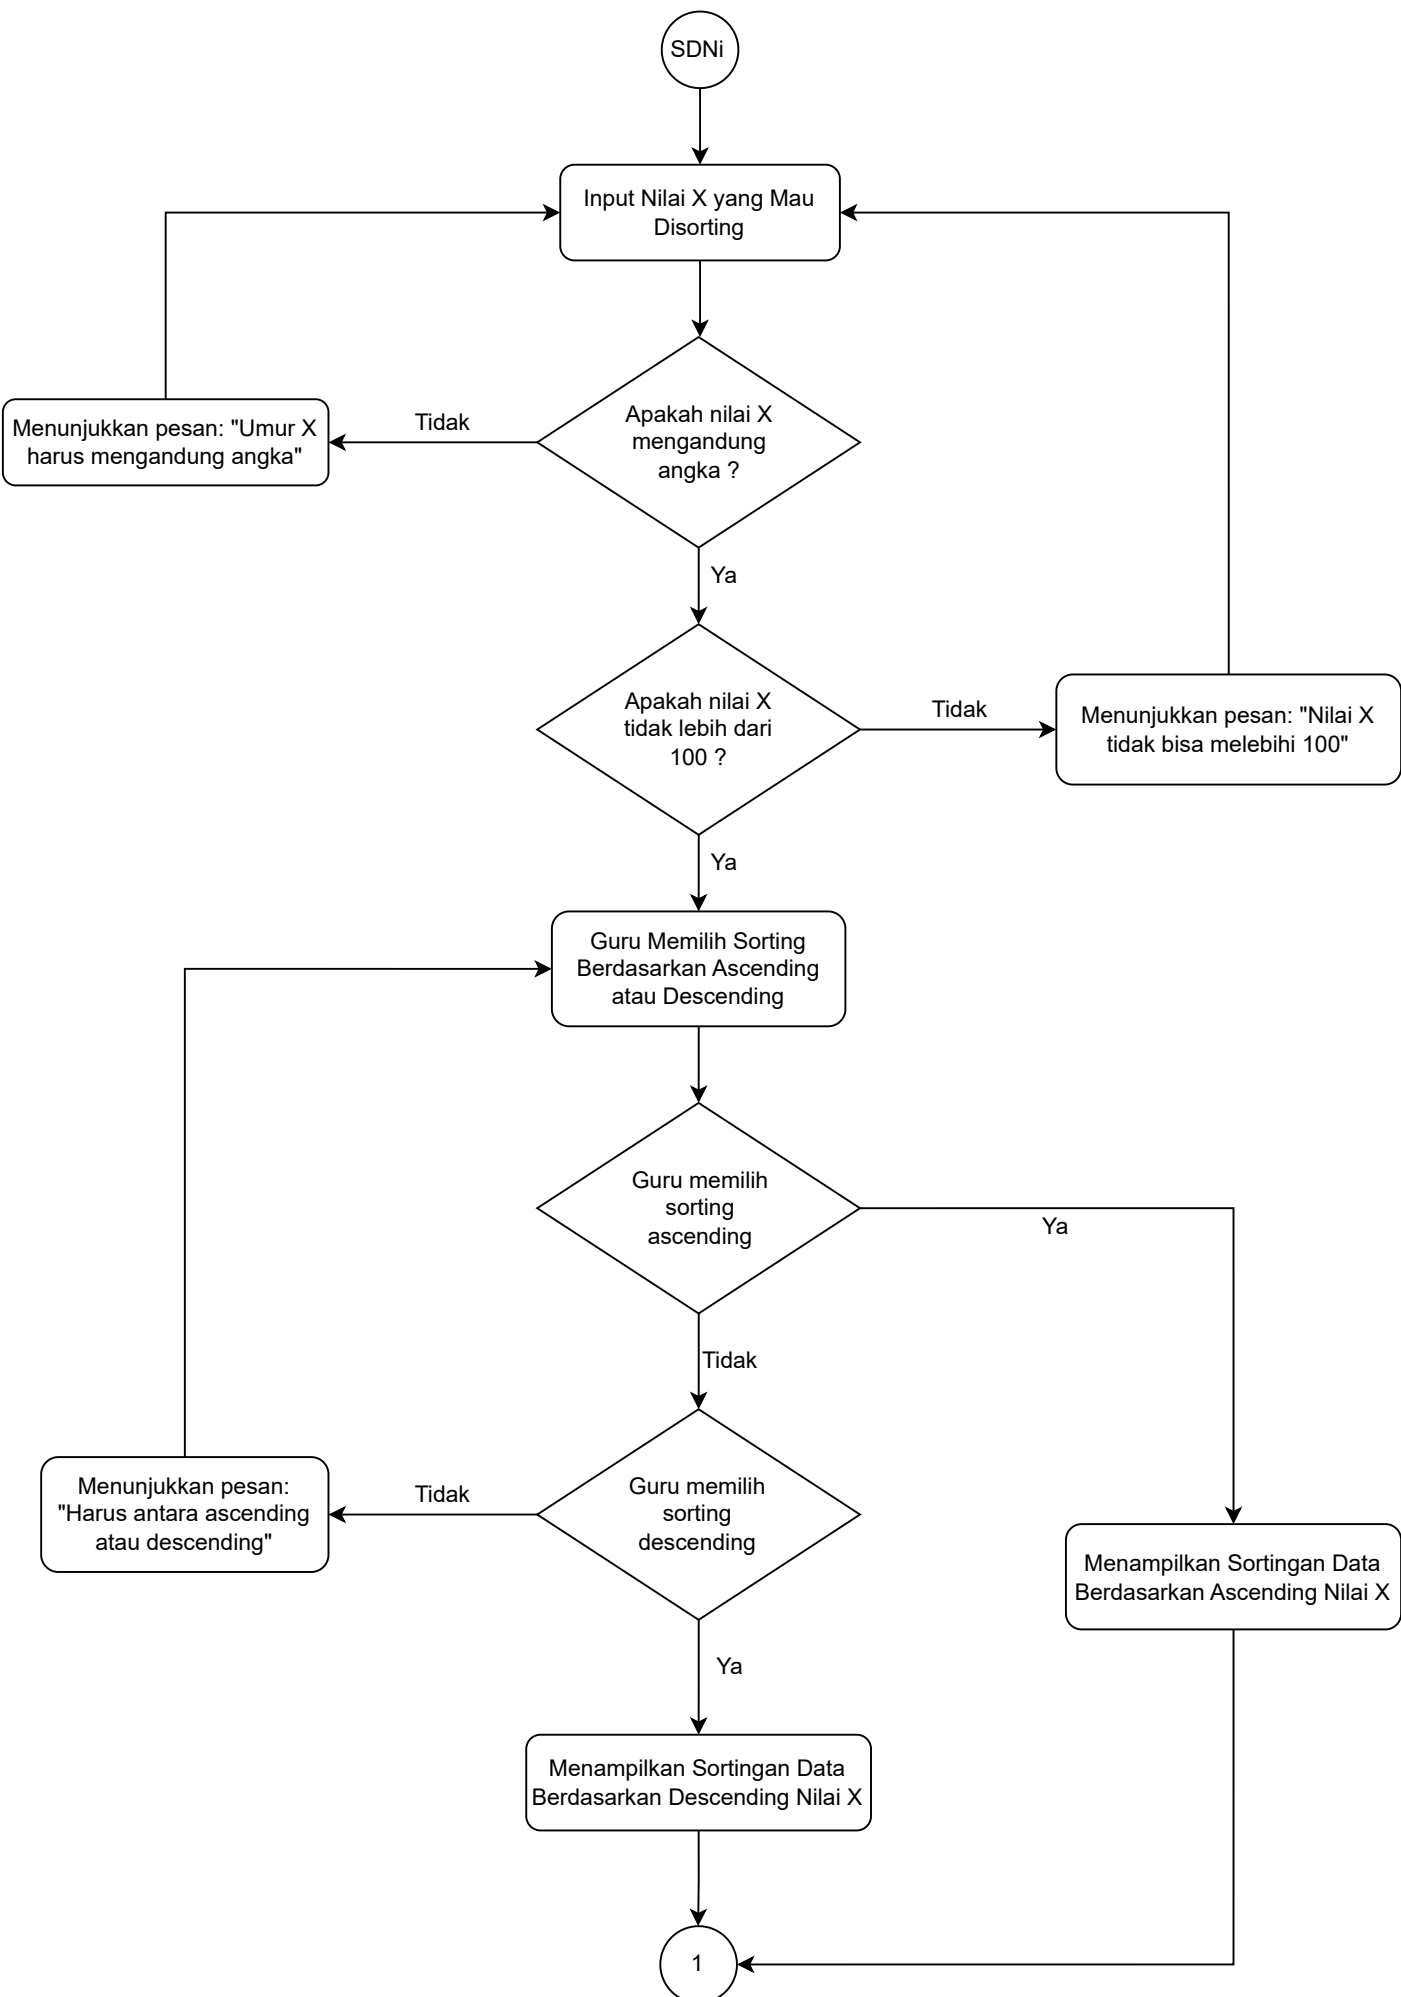 SDNi
Input Nilai X yang Mau
Disorting
Apakah nilai X
mengandung
angka ?
Tidak
Menunjukkan pesan: "Umur X
harus mengandung angka"
Ya
Apakah nilai X
tidak lebih dari
100 ?
Tidak
Menunjukkan pesan: "Nilai X
tidak bisa melebihi 100"
Ya
Guru Memilih Sorting
Berdasarkan Ascending
atau Descending
Guru memilih
sorting
ascending
Ya
Tidak
Guru memilih
sorting
descending
Tidak
Menunjukkan pesan:
"Harus antara ascending
atau descending"
Menampilkan Sortingan Data
Berdasarkan Ascending Nilai X
Ya
Menampilkan Sortingan Data
Berdasarkan Descending Nilai X
1